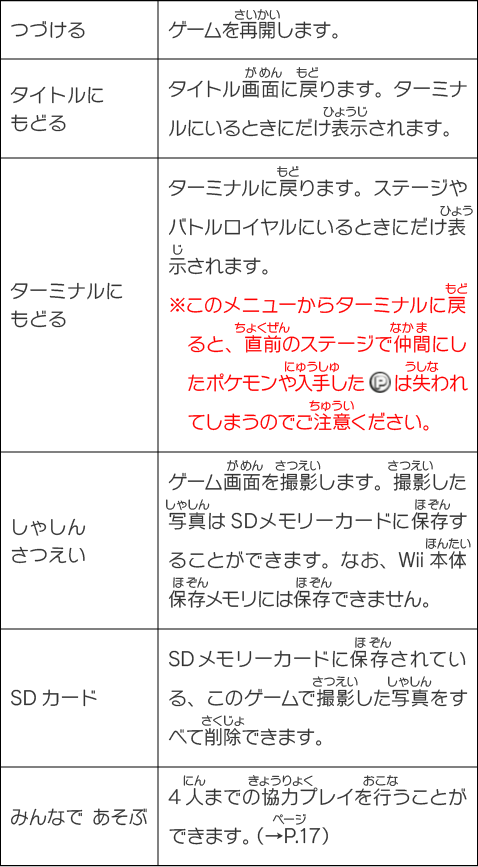 つづける
ゲームを再開します。
さいかい
タイトルに
もどる
タイトル画面に戻ります。ターミナ
がめん もど
ルにいるときにだけ表示されます。
ひょうじ
ターミナルに
もどる
ターミナルに戻ります。ステージや
もど
バトルロイヤルにいるときにだけ表
ひょう
示されます。
じ
※このメニューからターミナルに戻
もど
ると、直前のステージで仲間にし
ちょくぜん なかま
たポケモンや入手したⓅは失われ
にゅうしゅ うしな
てしまうのでご注意ください。
ちゅうい
しゃしん
さつえい
ゲーム画面を撮影します。撮影した
がめん さつえい さつえい
写真はSDメモリーカードに保存す
しゃしん ほぞん
ることができます。なお、Wii本体
ほんたい
保存メモリには保存できません。
ほぞん ほぞん
SDカード
SDメモリーカードに保存されてい
ほぞん
る、このゲームで撮影した写真をす
さつえい しゃしん
べて削除できます。
さくじょ
みんなで あそぶ
4人までの協力プレイを行うことが
にん きょうりょく おこな
できます。（→P.17）
ページ